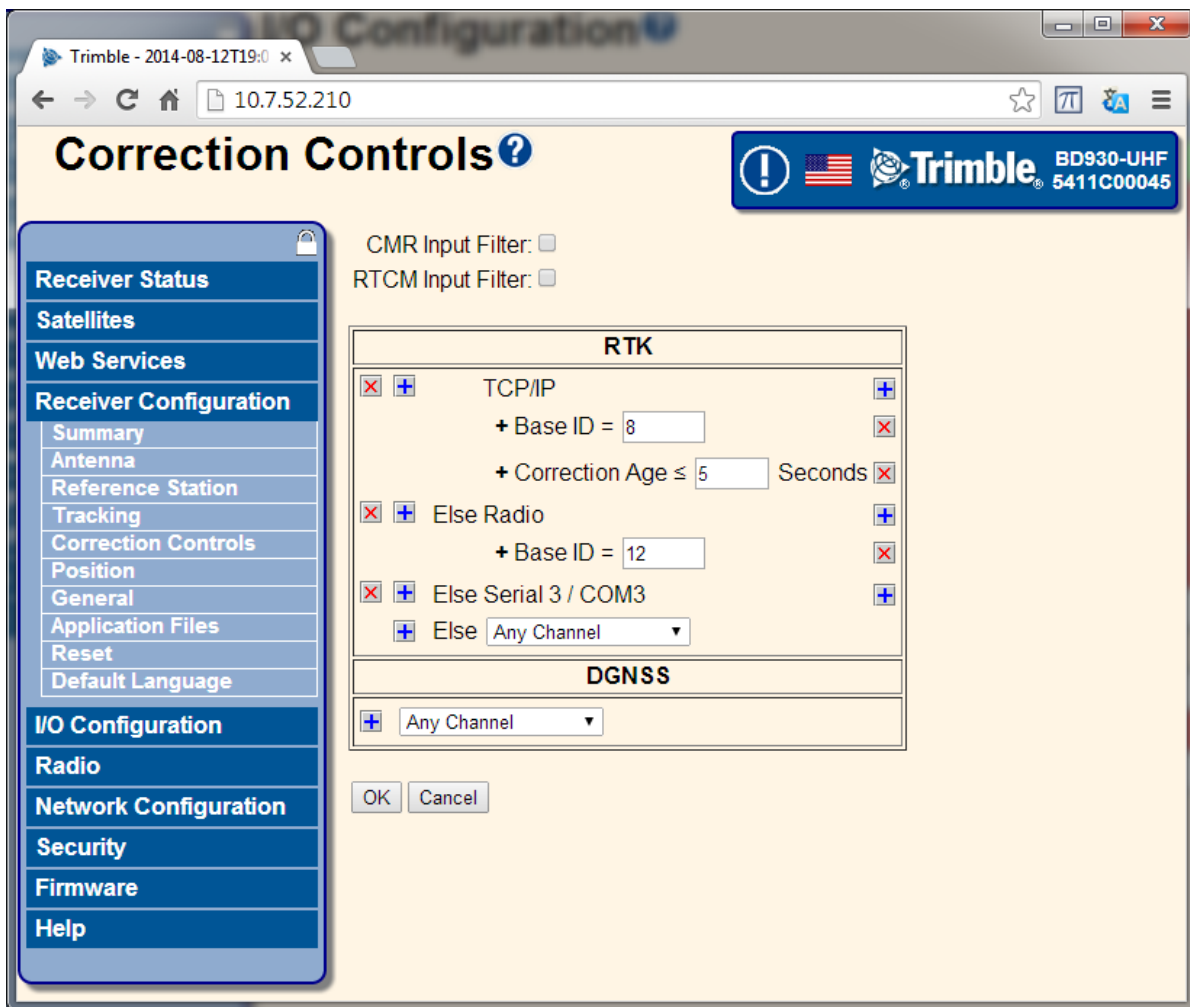 I/O Configuration
Trimble - 2014-08-12T19:0
10.7.52.210
Correction Controls
Trimble
BD930-UHF
5411C00045
Receiver Status
Satellites
Web Services
Receiver Configuration
Summary
Antenna
Reference Station
Tracking
Correction Controls
Position
General
Application Files
Reset
Default Language
I/O Configuration
Radio
Network Configuration
Security
Firmware
Help
CMR Input Filter:
RTCM Input Filter:
RTK
TCP/IP
+ Base ID = 8
+ Correction Age ≤ 5 Seconds
Else Radio
+ Base ID = 12
Else Serial 3 / COM3
Else Any Channel
DGNSS
Any Channel
OK Cancel